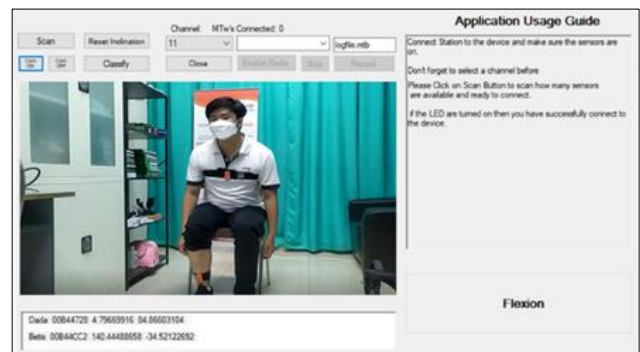 Channel: MTw's Connected: 0
Scan
Reset Inclination
11
logfile.mtb
Classify
Close
Enable Radio
Stop
Record
Application Usage Guide
Connect Station to the device and make sure the sensors are
on.
Don't forget to select a channel before
Please Click on Scan Button to scan how many sensors
are available and ready to connect.
if the LED are turned on then you have successfully connect to
the device.
Flexion
Dada 00B44720: 4.79669916 84.86603104
Betis 00B44CC2: 140.44488658 -34.52122692